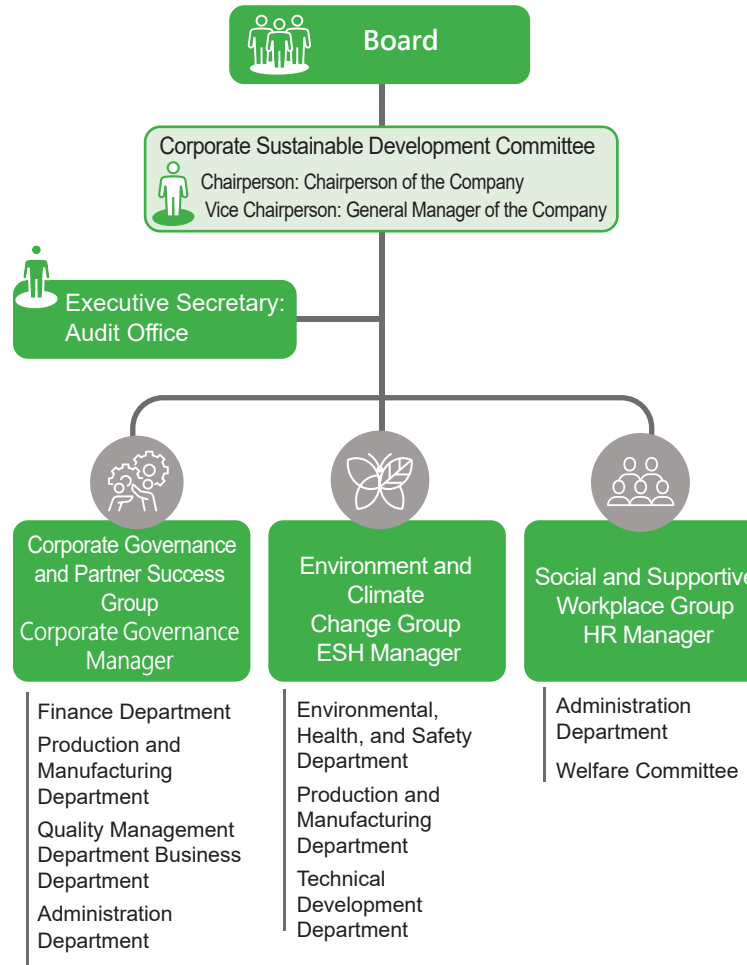 Board
Corporate Sustainable Development Committee
Chairperson: Chairperson of the Company
Vice Chairperson: General Manager of the Company
Executive Secretary:
Audit Office
Corporate Governance
and Partner Success
Group
Corporate Governance
Manager
Finance Department
Production and
Manufacturing
Department
Quality Management
Department Business
Department
Administration
Department
Environment and
Climate
Change Group
ESH Manager
Environmental,
Health, and Safety
Department
Production and
Manufacturing
Department
Technical
Development
Department
Social and Supportive
Workplace Group
HR Manager
Administration
Department
Welfare Committee